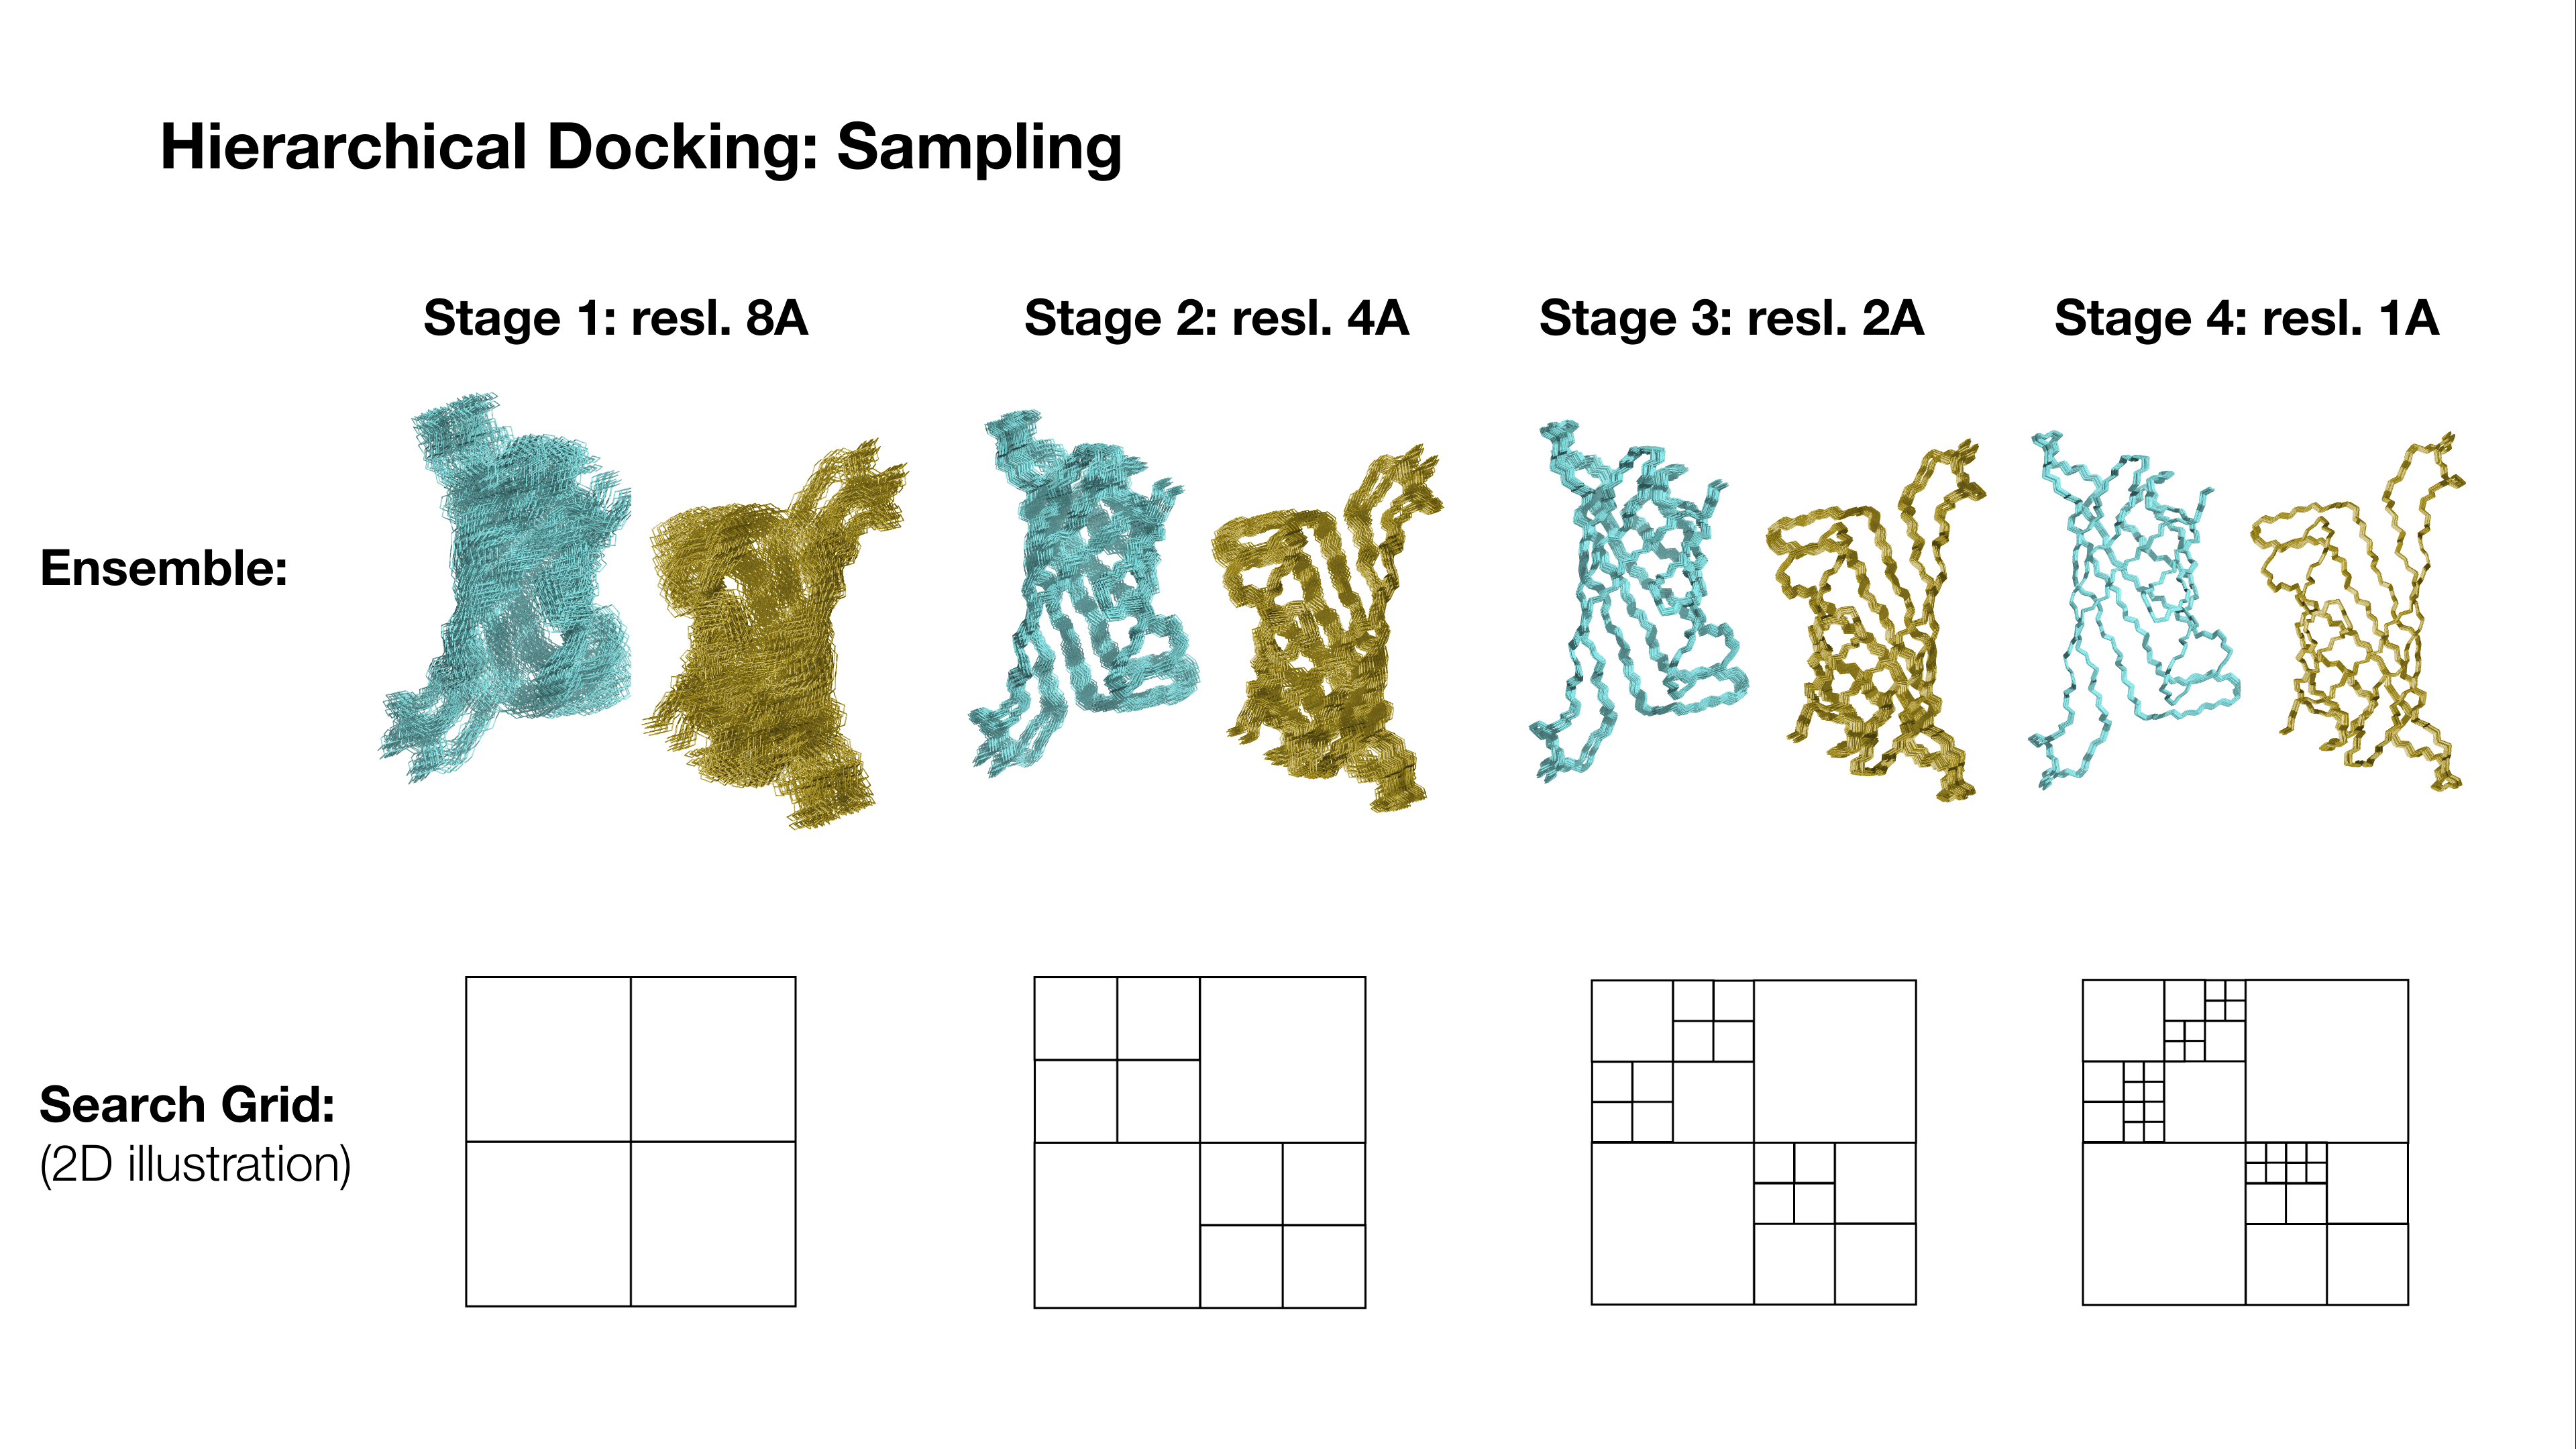 Hierarchical Docking: Sampling
Stage 1: resl. 8A
Stage 2: resl. 4A
Stage 3: resl. 2A
Stage 4: resl. 1A
Ensemble:
Search Grid:
(2D illustration)